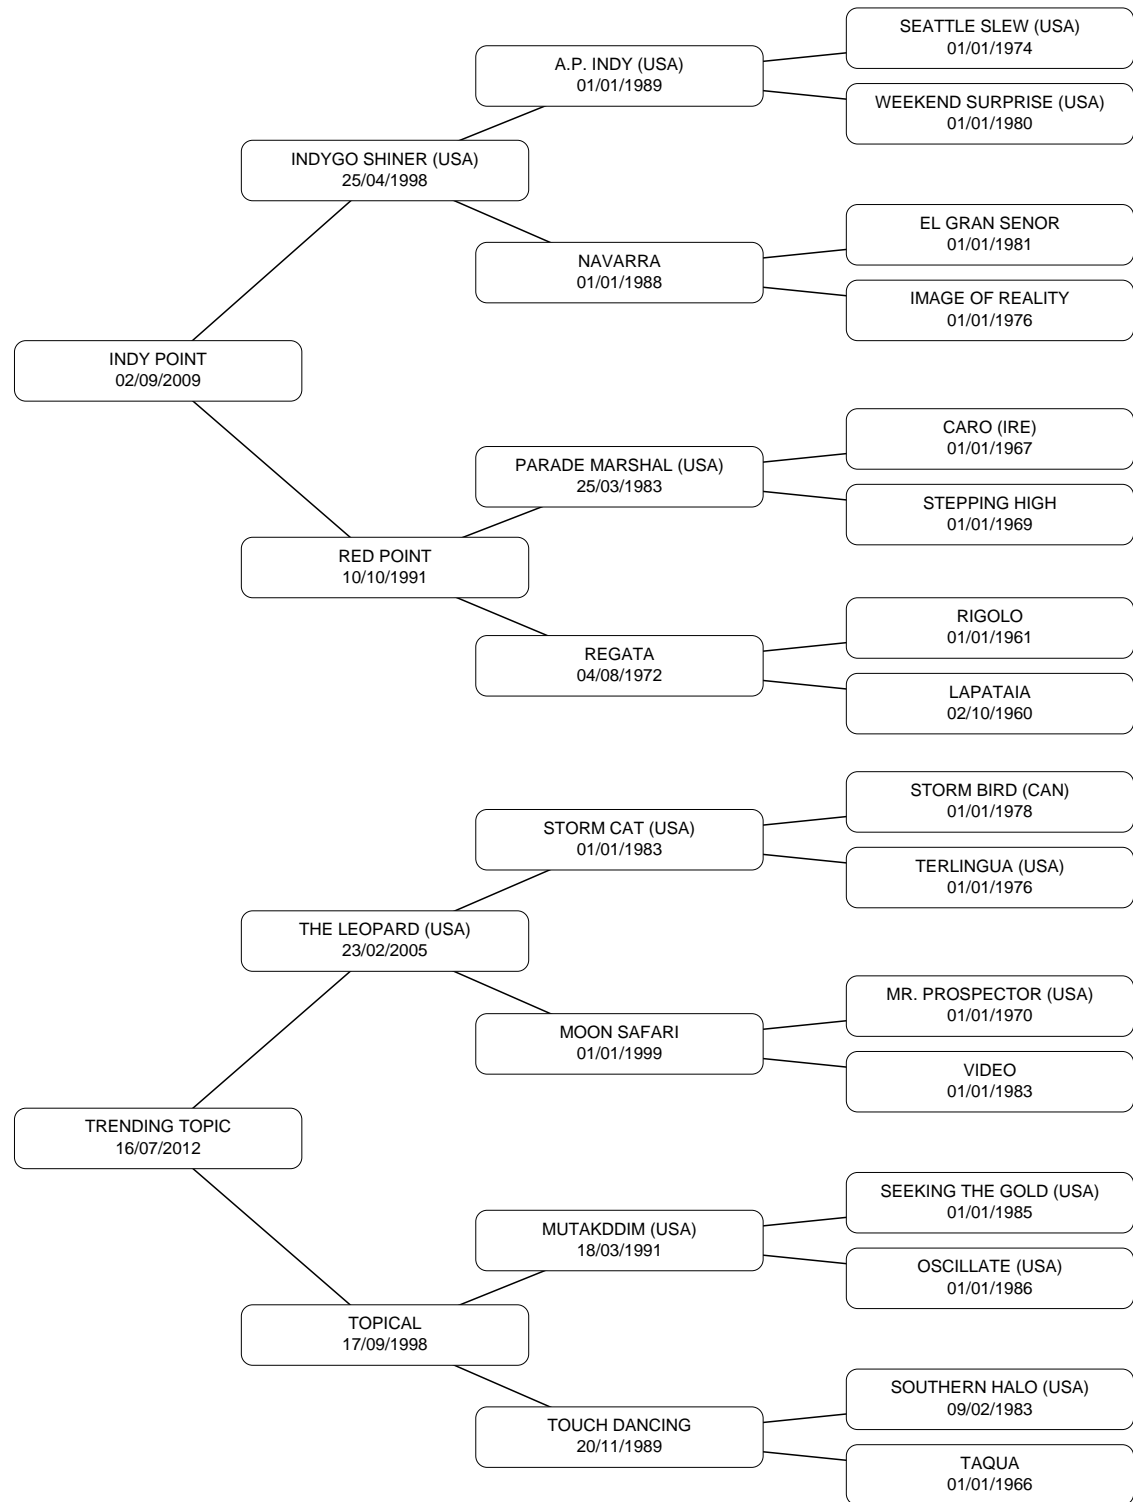 SEATTLE SLEW (USA)
01/01/1974
A.P. INDY (USA)
01/01/1989
WEEKEND SURPRISE (USA)
01/01/1980
INDYGO SHINER (USA)
25/04/1998
EL GRAN SENOR
01/01/1981
NAVARRA
01/01/1988
IMAGE OF REALITY
01/01/1976
INDY POINT
02/09/2009
CARO (IRE)
01/01/1967
PARADE MARSHAL (USA)
25/03/1983
STEPPING HIGH
01/01/1969
RED POINT
10/10/1991
RIGOLO
01/01/1961
REGATA
04/08/1972
LAPATAIA
02/10/1960
STORM BIRD (CAN)
01/01/1978
STORM CAT (USA)
01/01/1983
TERLINGUA (USA)
01/01/1976
THE LEOPARD (USA)
23/02/2005
MR. PROSPECTOR (USA)
01/01/1970
MOON SAFARI
01/01/1999
VIDEO
01/01/1983
TRENDING TOPIC
16/07/2012
SEEKING THE GOLD (USA)
01/01/1985
MUTAKDDIM (USA)
18/03/1991
OSCILLATE (USA)
01/01/1986
TOPICAL
17/09/1998
SOUTHERN HALO (USA)
09/02/1983
TOUCH DANCING
20/11/1989
TAQUA
01/01/1966